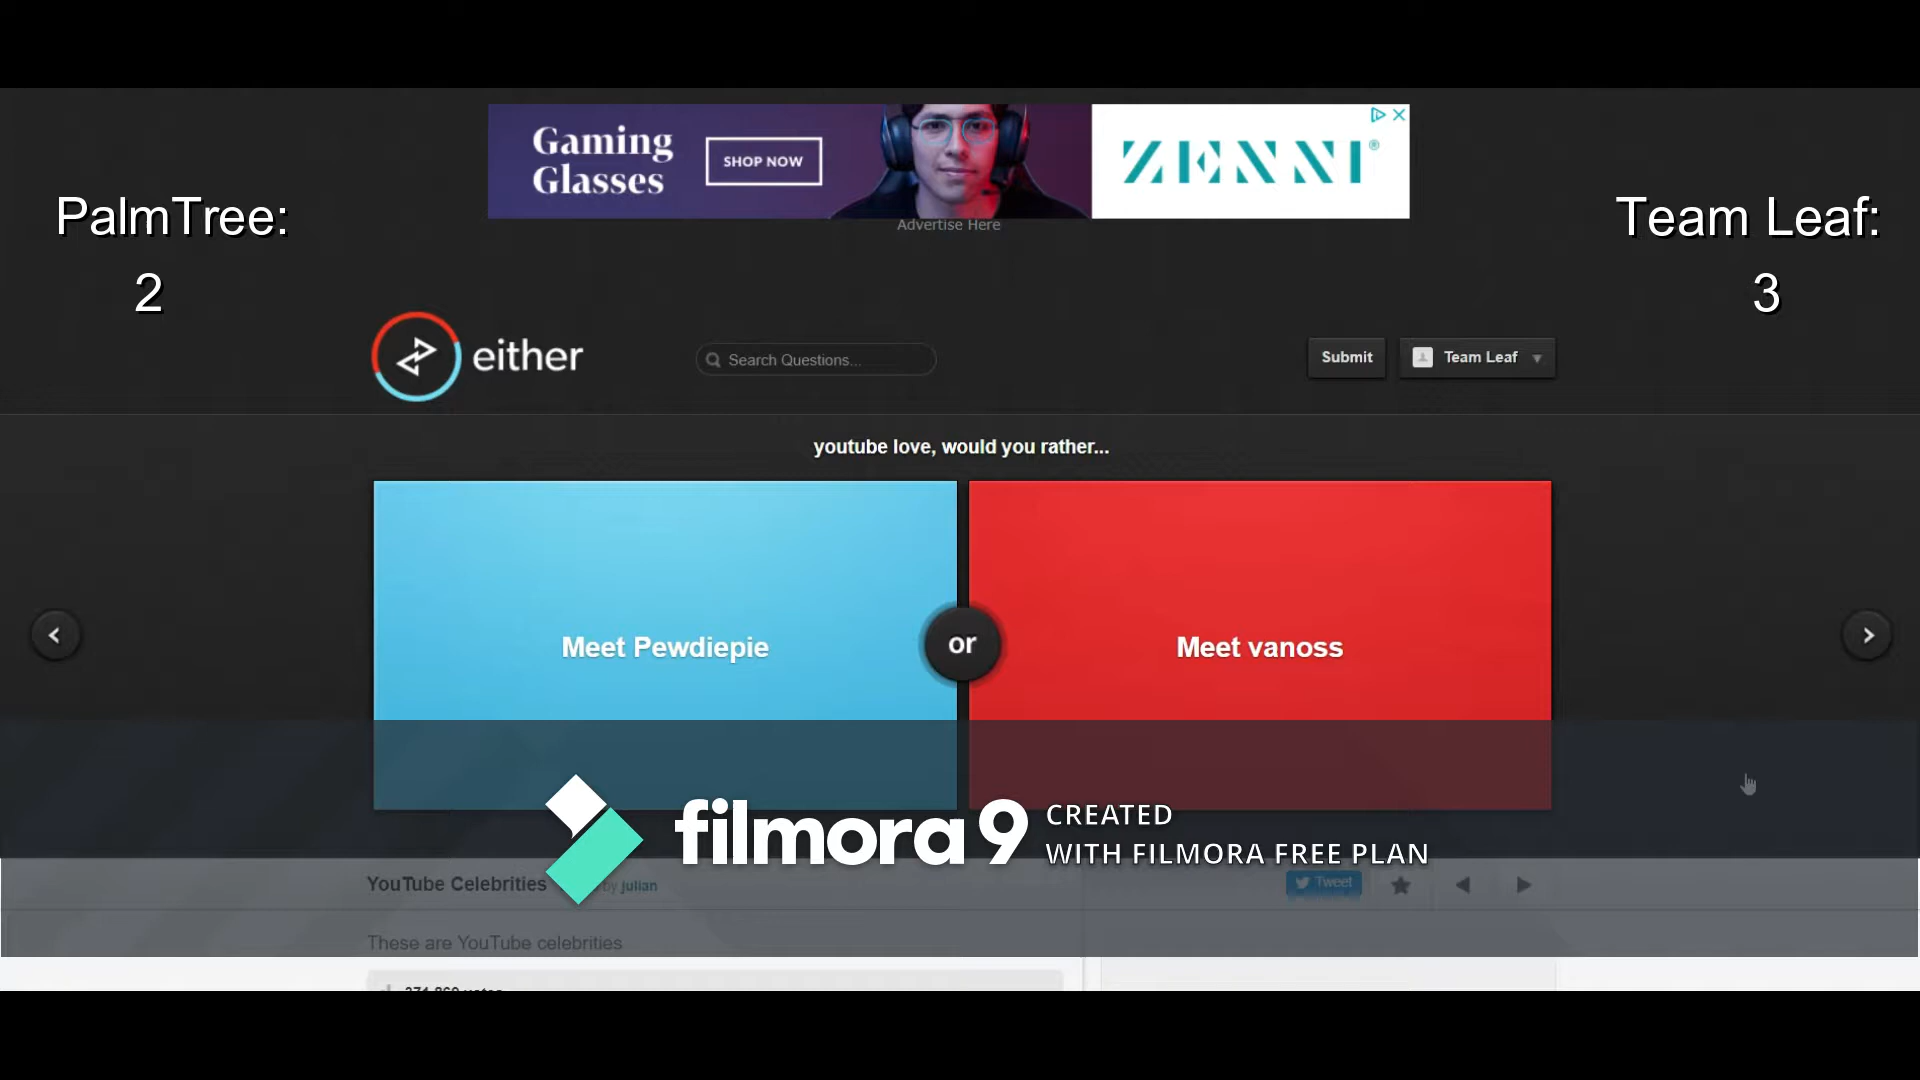 Gaming
Glasses
SHOP NOW
ZENNI®
Advertise Here
PalmTree:
2
Team Leaf:
3
either
Search Questions...
Submit
Team Leaf
youtube love, would you rather...
Meet Pewdiepie
or
Meet vanoss
filmora9
CREATED
WITH FILMORA FREE PLAN
YouTube Celebrities
by julian
Tweet
These are YouTube celebrities